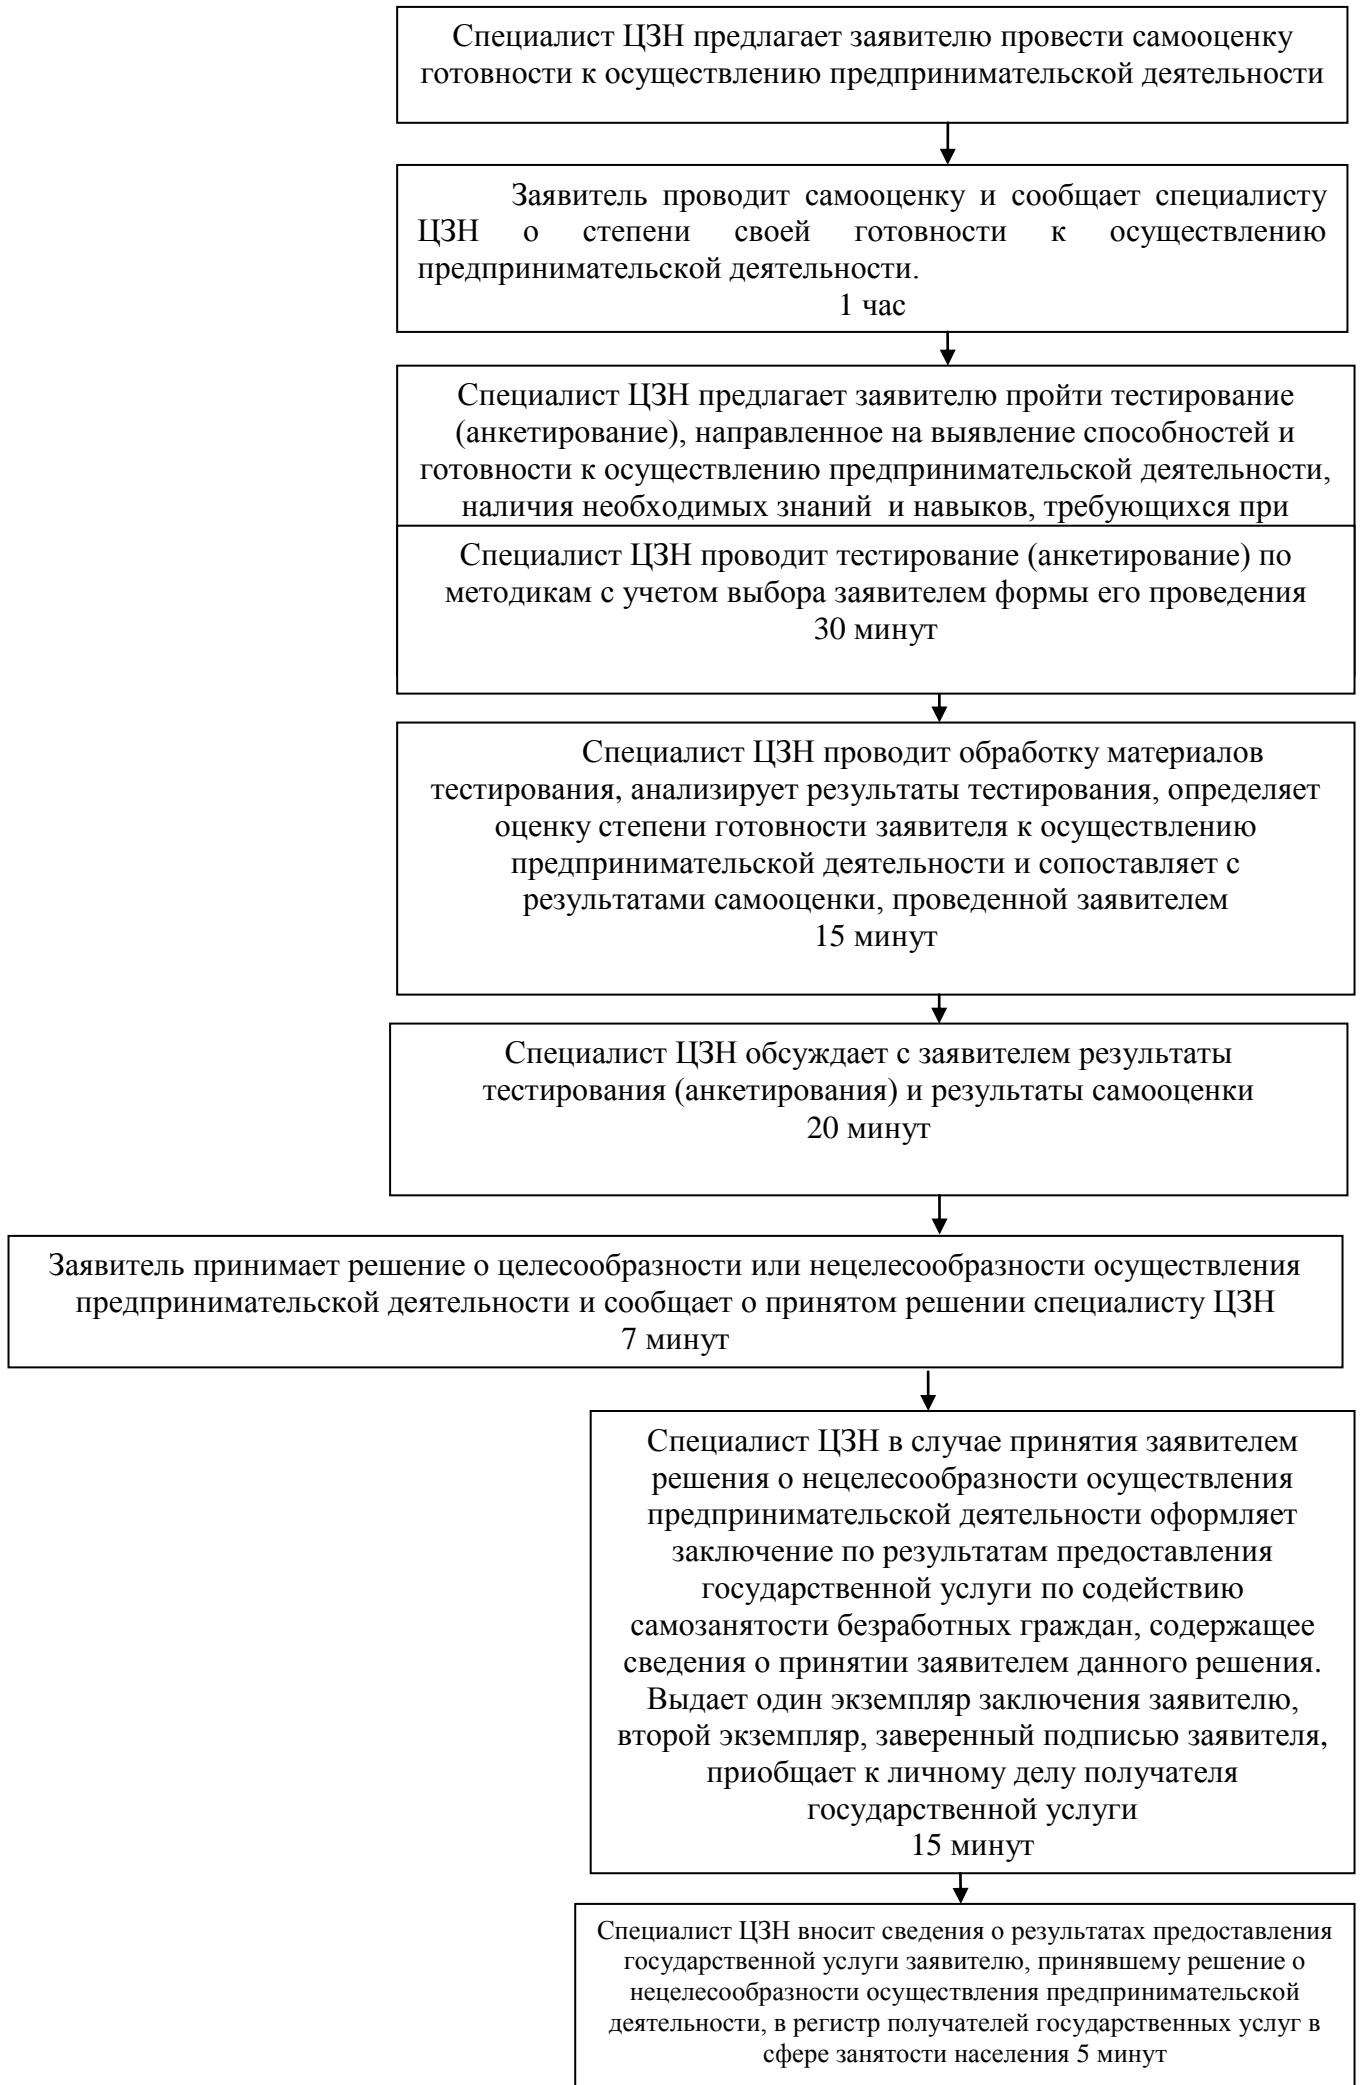 Специалист ЦЗН предлагает заявителю провести самооценку
готовности к осуществлению предпринимательской деятельности
Заявитель проводит самооценку и сообщает специалисту
ЦЗН о степени своей готовности к осуществлению
предпринимательской деятельности.
1 час
Специалист ЦЗН предлагает заявителю пройти тестирование
(анкетирование), направленное на выявление способностей и
готовности к осуществлению предпринимательской деятельности,
наличия необходимых знаний и навыков, требующихся при
Специалист ЦЗН проводит тестирование (анкетирование) по
методикам с учетом выбора заявителем формы его проведения
30 минут
Специалист ЦЗН проводит обработку материалов
тестирования, анализирует результаты тестирования, определяет
оценку степени готовности заявителя к осуществлению
предпринимательской деятельности и сопоставляет с
результатами самооценки, проведенной заявителем
15 минут
Специалист ЦЗН обсуждает с заявителем результаты
тестирования (анкетирования) и результаты самооценки
20 минут
Заявитель принимает решение о целесообразности или нецелесообразности осуществления
предпринимательской деятельности и сообщает о принятом решении специалисту ЦЗН
7 минут
Специалист ЦЗН в случае принятия заявителем
решения о нецелесообразности осуществления
предпринимательской деятельности оформляет
заключение по результатам предоставления
государственной услуги по содействию
самозанятости безработных граждан, содержащее
сведения о принятии заявителем данного решения.
Выдает один экземпляр заключения заявителю,
второй экземпляр, заверенный подписью заявителя,
приобщает к личному делу получателя
государственной услуги
15 минут
Специалист ЦЗН вносит сведения о результатах предоставления
государственной услуги заявителю, принявшему решение о
нецелесообразности осуществления предпринимательской
деятельности, в регистр получателей государственных услуг в
сфере занятости населения 5 минут